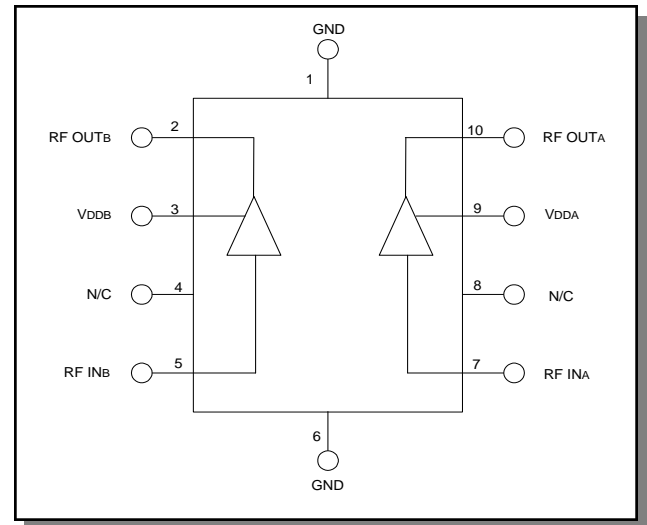 GND
1
RF OUTB 2 10 RF OUTA
VDDB 3 9 VDDA
N/C 4 8 N/C
RF INB 5 7 RF INA
6
GND